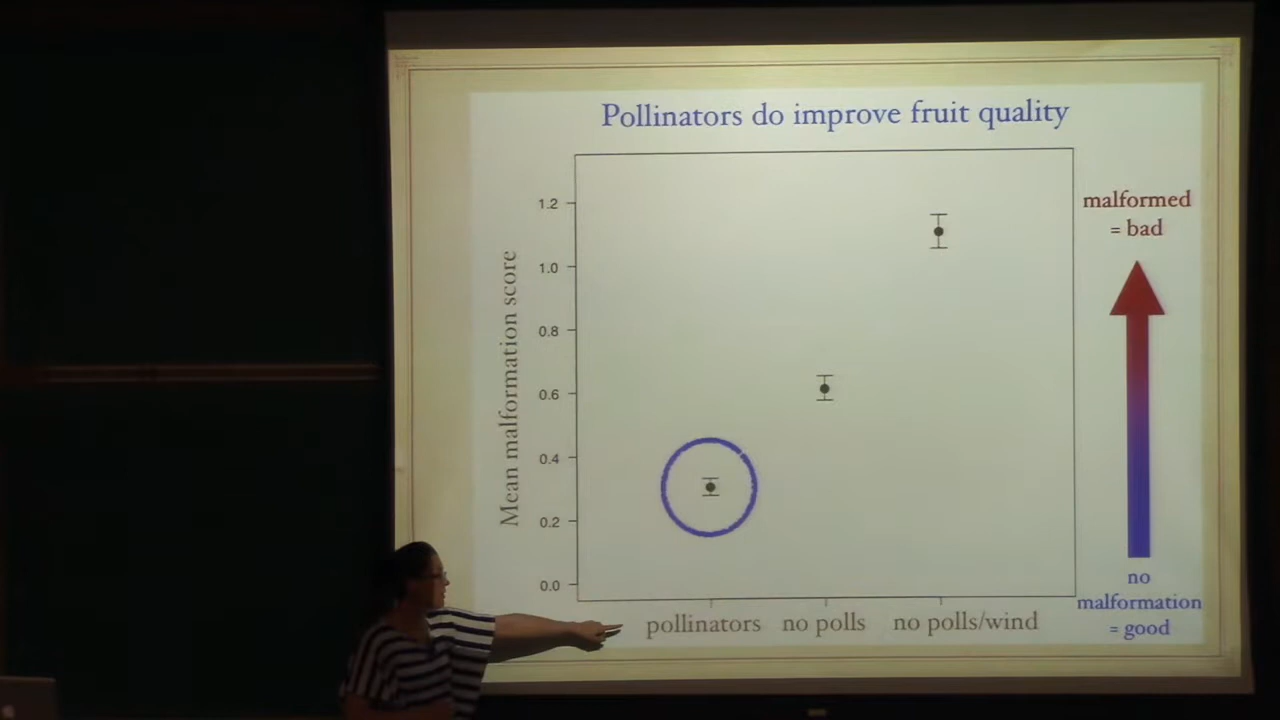 Pollinators do improve fruit quality
Mean malformation score
1.2
1.0
0.8
0.6
0.4
0.2
0.0
pollinators no polls no polls/wind
malformed
= bad
no
malformation
= good